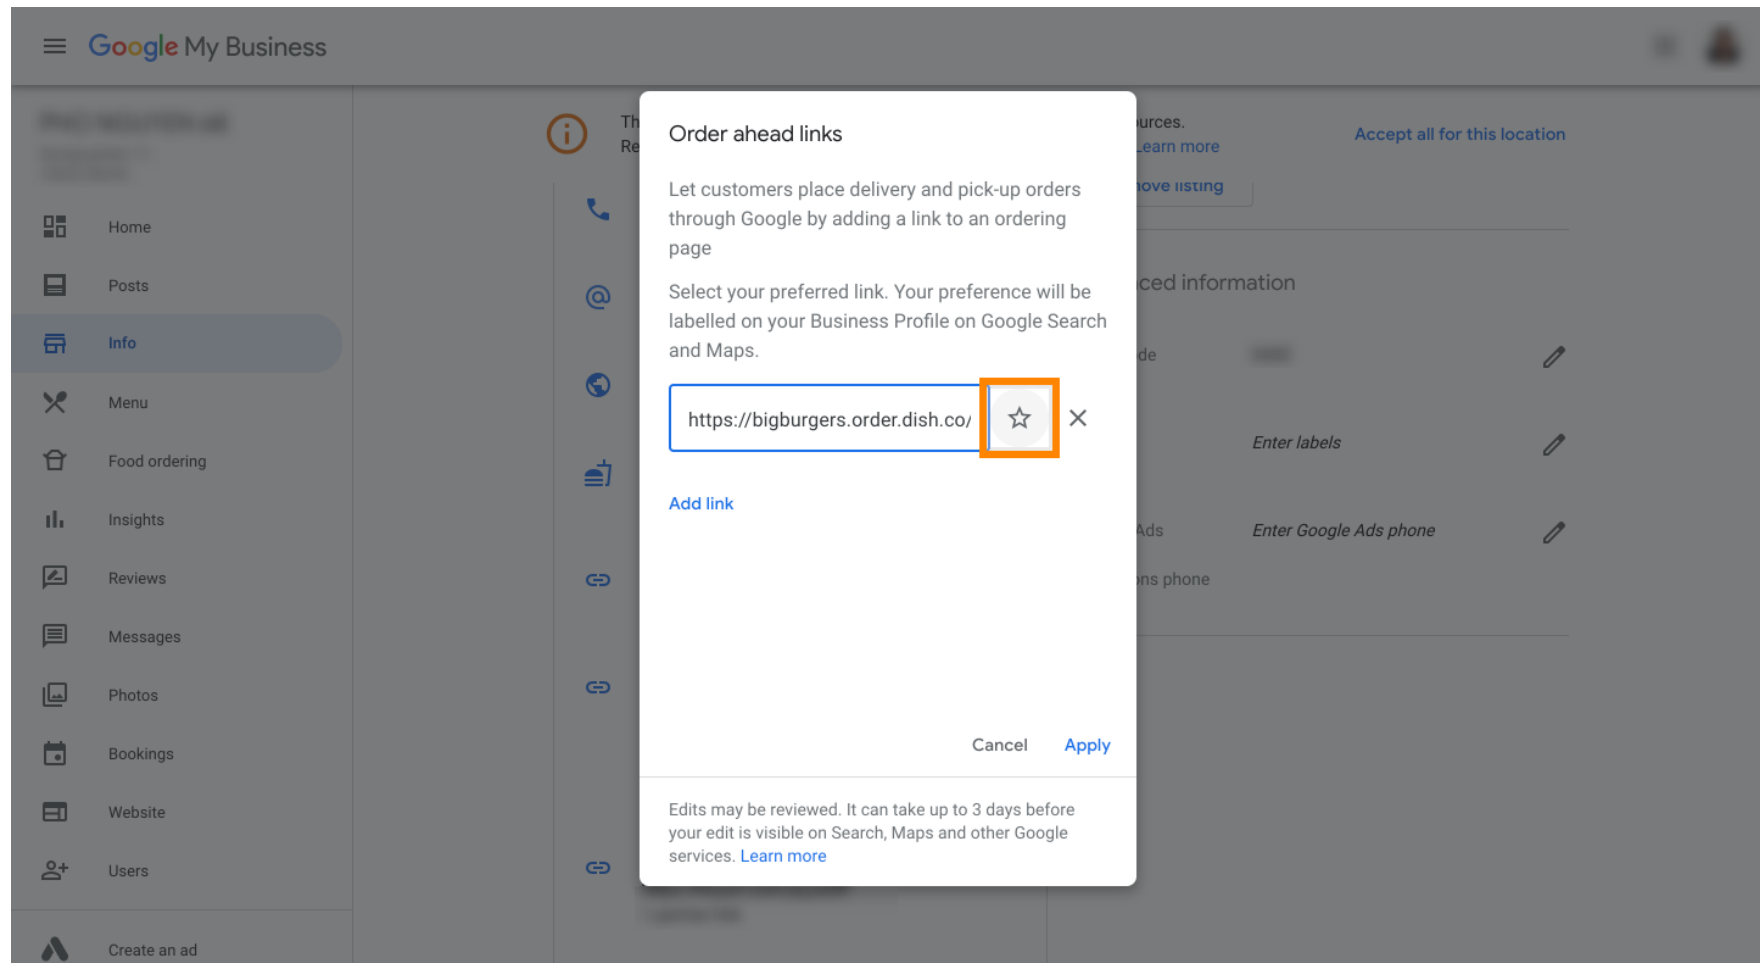 Google My Business
Home
Posts
Info
Menu
Food ordering
Insights
Reviews
Messages
Photos
Bookings
Website
Users
Create an ad
Th
Re
urces.
Learn more
Accept all for this location
ove listing
ced information
de
Enter labels
Ads
Enter Google Ads phone
ons phone
Order ahead links
Let customers place delivery and pick-up orders
through Google by adding a link to an ordering
page
Select your preferred link. Your preference will be
labelled on your Business Profile on Google Search
and Maps.
https://bigburgers.order.dish.co/
Add link
Cancel Apply
Edits may be reviewed. It can take up to 3 days before
your edit is visible on Search, Maps and other Google
services. Learn more